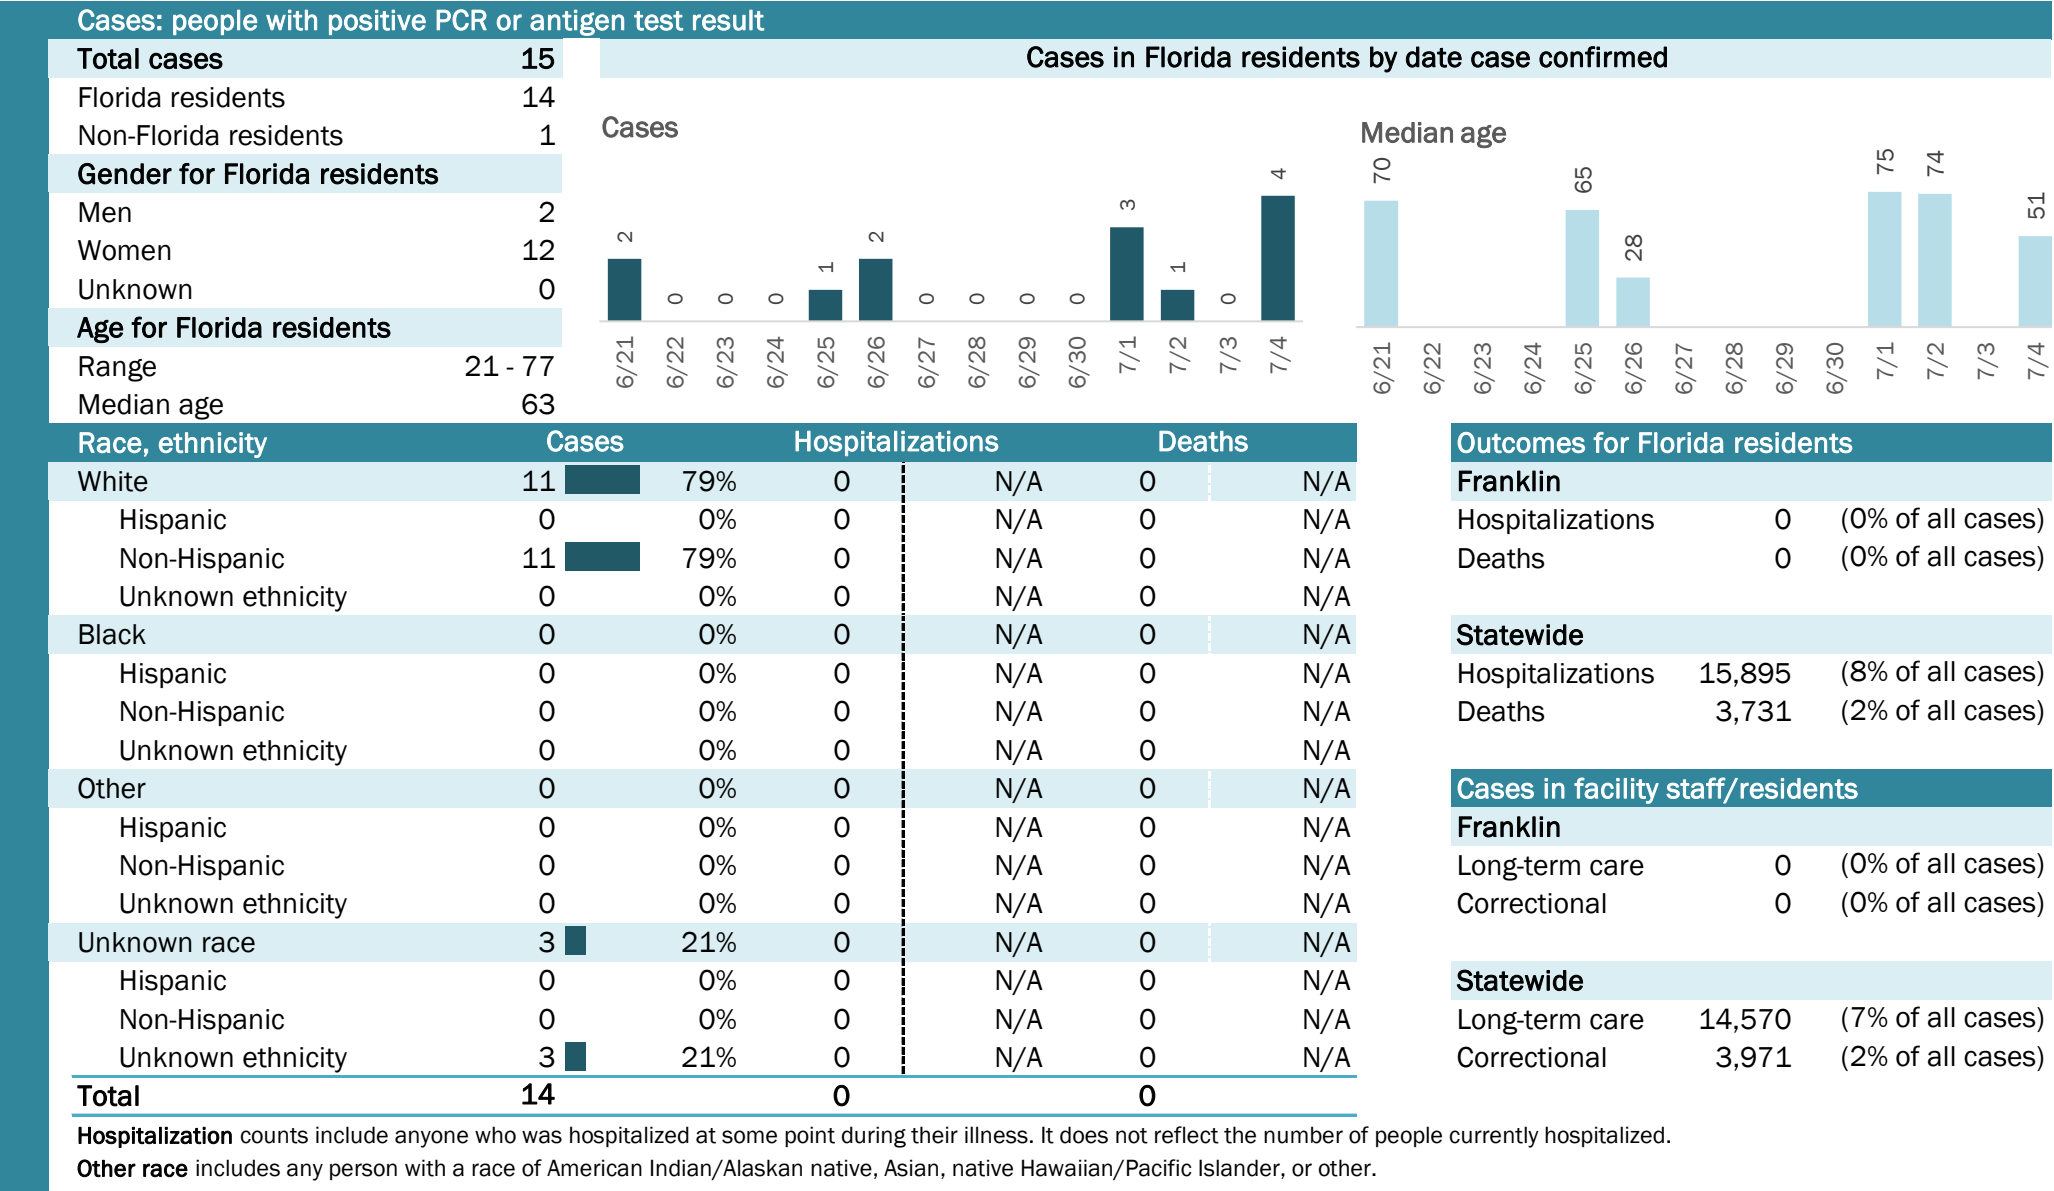 Cases: people with positive PCR or antigen test result
Total cases 15
Florida residents 14
Non-Florida residents 1
Gender for Florida residents
Men 2
Women 12
Unknown 0
Age for Florida residents
Range 21 - 77
Median age 63
Cases in Florida residents by date case confirmed
Cases
2 0 0 0 1 2 0 0 0 0 3 1 0 4
6/21 6/22 6/23 6/24 6/25 6/26 6/27 6/28 6/29 6/30 7/1 7/2 7/3 7/4
Median age
70 65 28 75 74 51
6/21 6/22 6/23 6/24 6/25 6/26 6/27 6/28 6/29 6/30 7/1 7/2 7/3 7/4
Race, ethnicity Cases Hospitalizations Deaths
White 11 79% 0 N/A 0 N/A
Hispanic 0 0% 0 N/A 0 N/A
Non-Hispanic 11 79% 0 N/A 0 N/A
Unknown ethnicity 0 0% 0 N/A 0 N/A
Black 0 0% 0 N/A 0 N/A
Hispanic 0 0% 0 N/A 0 N/A
Non-Hispanic 0 0% 0 N/A 0 N/A
Unknown ethnicity 0 0% 0 N/A 0 N/A
Other 0 0% 0 N/A 0 N/A
Hispanic 0 0% 0 N/A 0 N/A
Non-Hispanic 0 0% 0 N/A 0 N/A
Unknown ethnicity 0 0% 0 N/A 0 N/A
Unknown race 3 21% 0 N/A 0 N/A
Hispanic 0 0% 0 N/A 0 N/A
Non-Hispanic 0 0% 0 N/A 0 N/A
Unknown ethnicity 3 21% 0 N/A 0 N/A
Total 14 0 0
Outcomes for Florida residents
Franklin
Hospitalizations 0 (0% of all cases)
Deaths 0 (0% of all cases)
Statewide
Hospitalizations 15,895 (8% of all cases)
Deaths 3,731 (2% of all cases)
Cases in facility staff/residents
Franklin
Long-term care 0 (0% of all cases)
Correctional 0 (0% of all cases)
Statewide
Long-term care 14,570 (7% of all cases)
Correctional 3,971 (2% of all cases)
Hospitalization counts include anyone who was hospitalized at some point during their illness. It does not reflect the number of people currently hospitalized.
Other race includes any person with a race of American Indian/Alaskan native, Asian, native Hawaiian/Pacific Islander, or other.